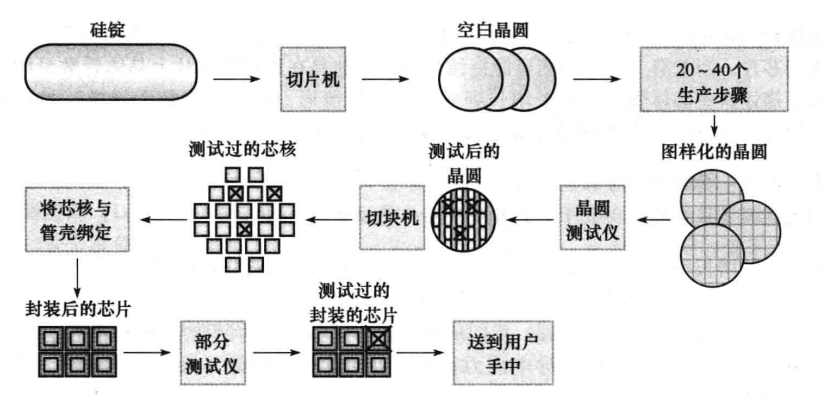 硅锭
切片机
空白晶圆
20～40个
生产步骤
图样化的晶圆
晶圆
测试仪
测试后的
晶圆
切块机
测试过的芯核
将芯核与
管壳绑定
封装后的芯片
部分
测试仪
测试过的
封装的芯片
送到用户
手中